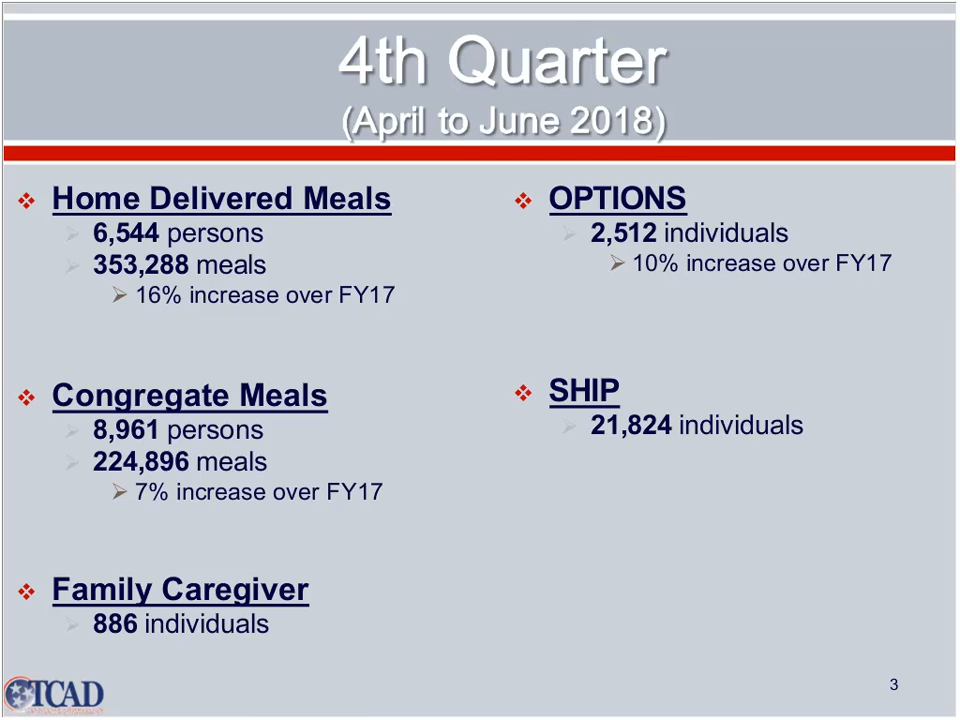 4th Quarter
(April to June 2018)
Home Delivered Meals
6,544 persons
353,288 meals
16% increase over FY17
Congregate Meals
8,961 persons
224,896 meals
7% increase over FY17
Family Caregiver
886 individuals
OPTIONS
2,512 individuals
10% increase over FY17
SHIP
21,824 individuals
TCAD
3